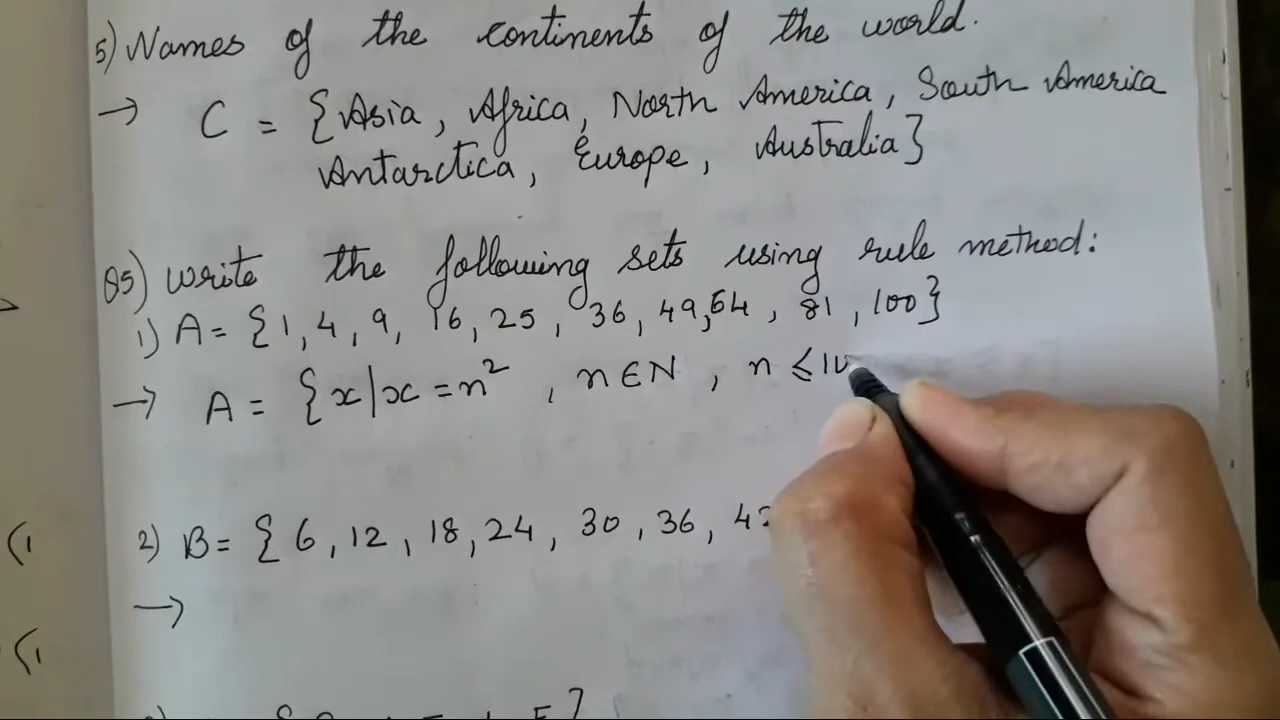 5) Names of the continents of the world.
→ C = {Asia, Africa, North America, South America
Antarctica, Europe, Australia}
Q5) Write the following sets using rule method:
1) A = {1, 4, 9, 16, 25, 36, 49, 64, 81, 100}
→ A = {x|x = n², n∈N, n ≤ 10
2) B = {6, 12, 18, 24, 30, 36, 42
→